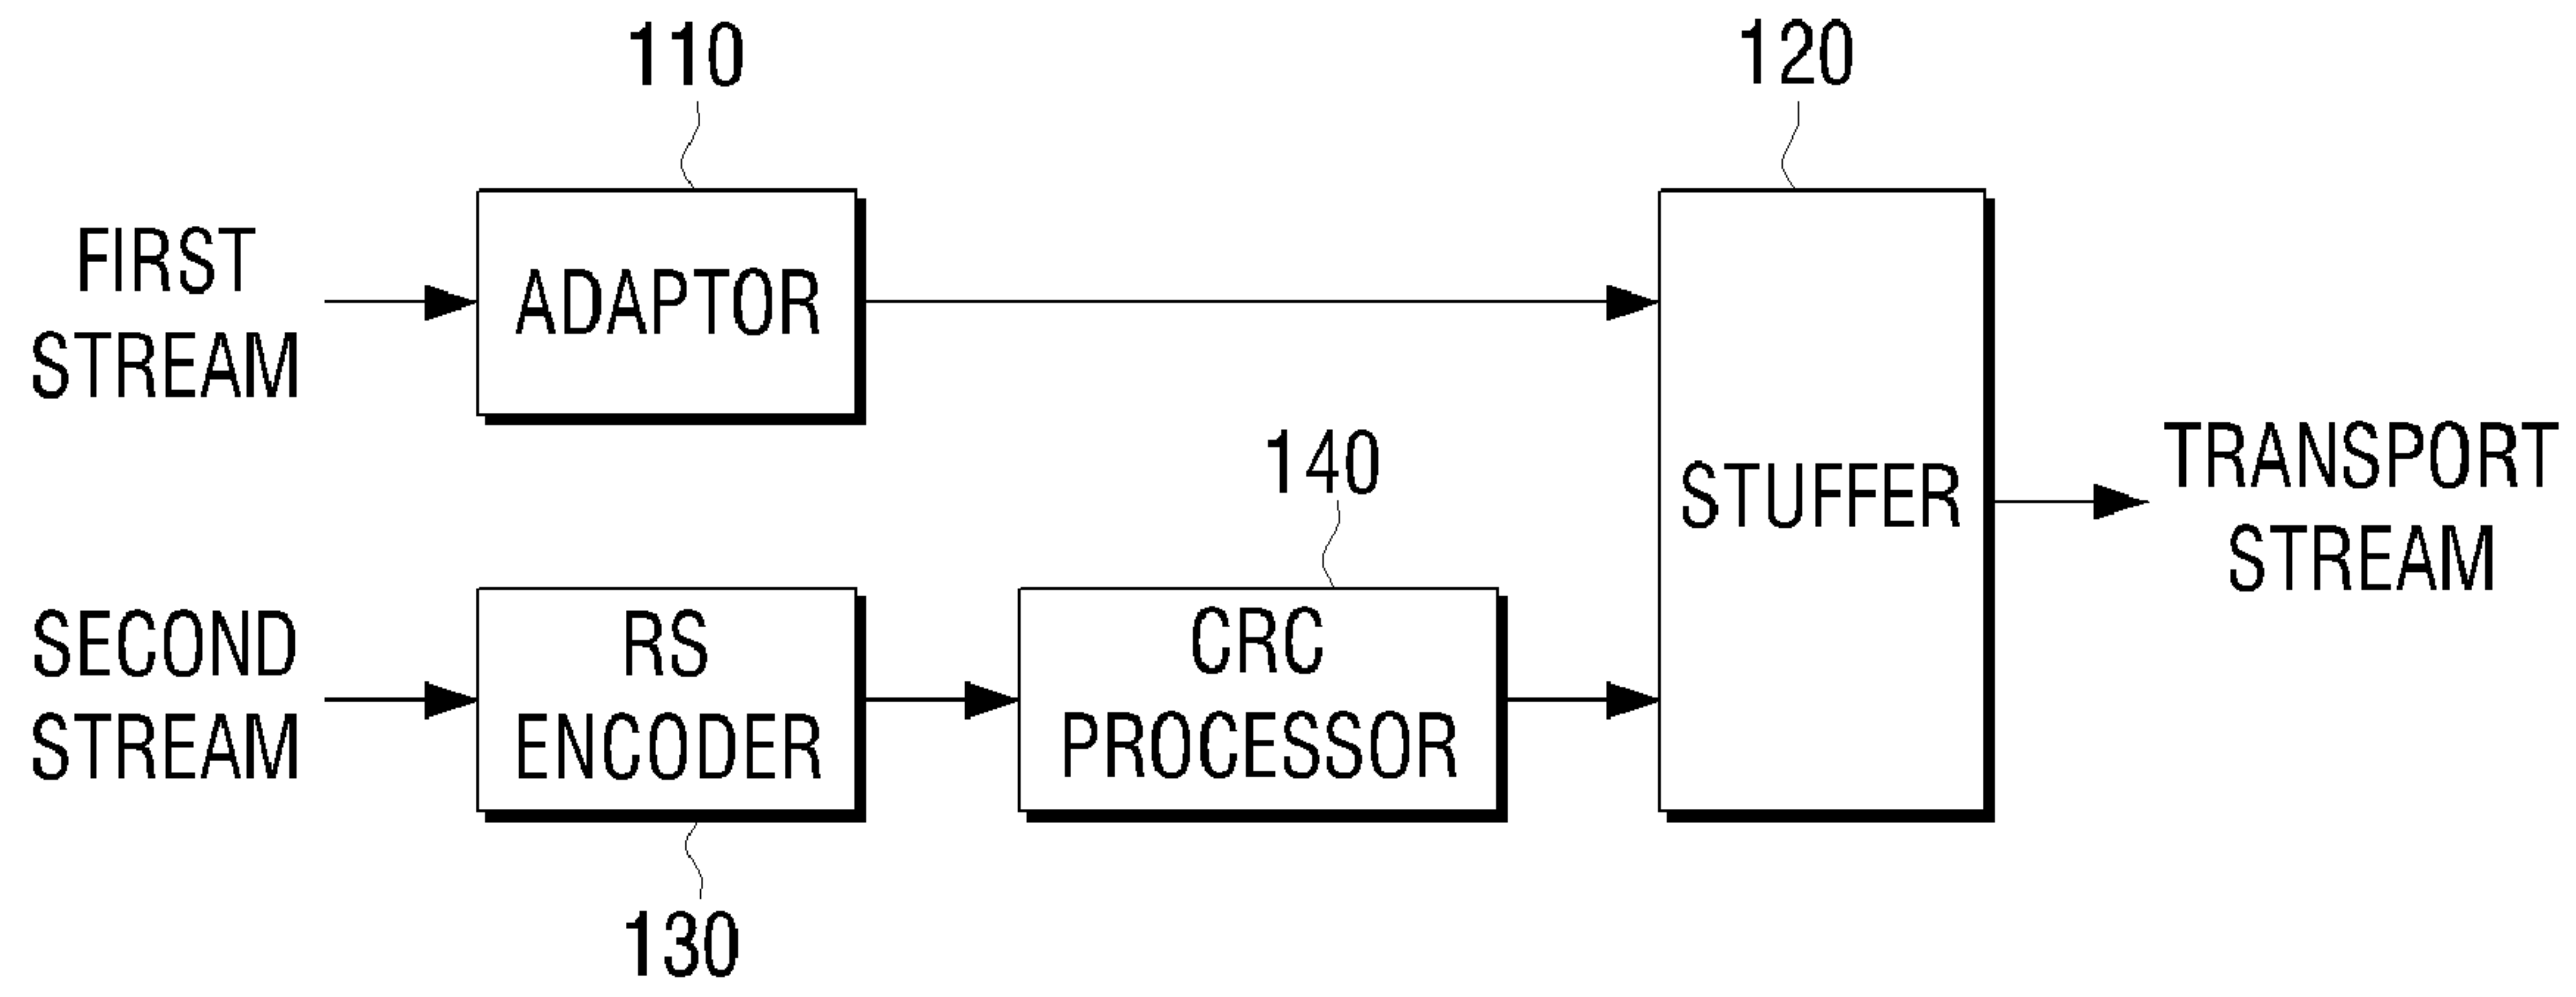 110
120
FIRST
STREAM
ADAPTOR
140
STUFFER
TRANSPORT
STREAM
SECOND
STREAM
RS
ENCODER
CRC
PROCESSOR
130